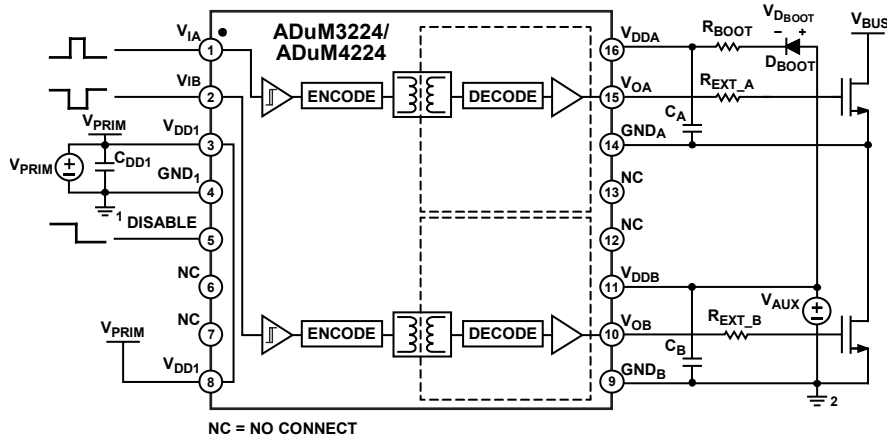 ADuM3224/
ADuM4224
V_IA
1
V_IB
2
V_PRIM
V_DD1
3
V_PRIM
+
−
C_DD1
GND_1
4
1
DISABLE
5
NC
6
NC
7
V_PRIM
V_DD1
8
ENCODE
DECODE
ENCODE
DECODE
16
V_DDA
R_BOOT
V_D_BOOT
− +
D_BOOT
V_BUS
15
V_OA
R_EXT_A
C_A
14
GND_A
13
NC
12
NC
11
V_DDB
V_AUX
+
−
10
V_OB
R_EXT_B
C_B
9
GND_B
2
NC = NO CONNECT